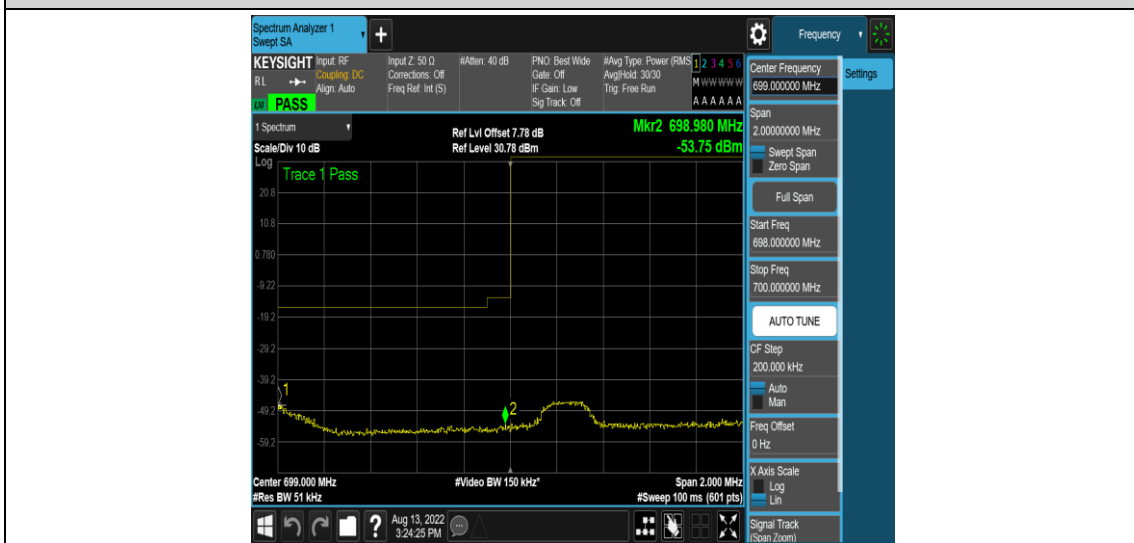 Spectrum Analyzer 1
Swept SA
+
Frequency
KEYSIGHT
RL
LV PASS
Input: RF
Coupling: DC
Align: Auto
Input Z: 50 Ω
Corrections: Off
Freq Ref: Int (S)
#Atten: 40 dB
PNO: Best Wide
Gate: Off
IF Gain: Low
Sig Track: Off
#Avg Type: Power (RMS
Avg|Hold: 30/30
Trig: Free Run
1 2 3 4 5 6
M W W W W W
A A A A A A
1 Spectrum
Scale/Div 10 dB
Ref Lvl Offset 7.78 dB
Ref Level 30.78 dBm
Mkr2 698.980 MHz
-53.75 dBm
Log
Trace 1 Pass
20.8
10.8
0.780
-9.22
-19.2
-29.2
-39.2
-49.2
-59.2
1
2
Center 699.000 MHz
#Res BW 51 kHz
#Video BW 150 kHz*
Span 2.000 MHz
#Sweep 100 ms (601 pts)
?
Aug 13, 2022
3:24:25 PM
Center Frequency
699.000000 MHz
Settings
Span
2.00000000 MHz
Swept Span
Zero Span
Full Span
Start Freq
698.000000 MHz
Stop Freq
700.000000 MHz
AUTO TUNE
CF Step
200.000 kHz
Auto
Man
Freq Offset
0 Hz
X Axis Scale
Log
Lin
Signal Track
(Span Zoom)